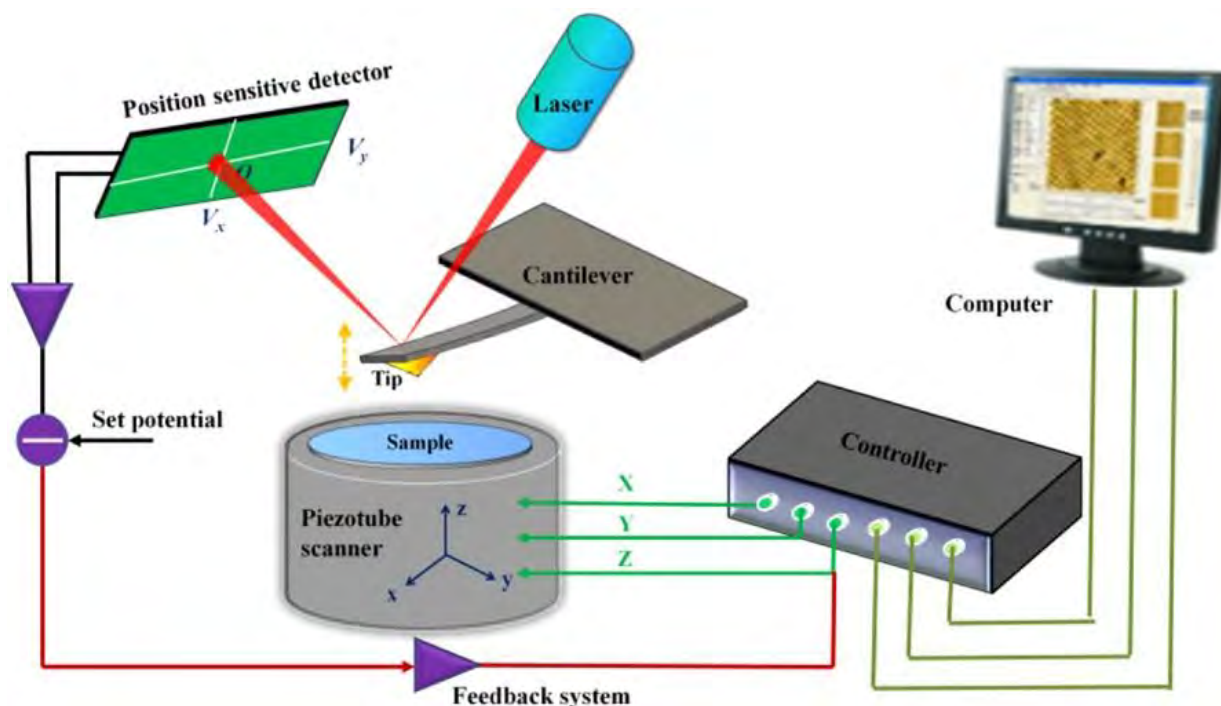 Position sensitive detector
Laser
V_y
O
V_x
Cantilever
Computer
Tip
Set potential
Sample
Controller
X
Piezotube
scanner
z
Y
Z
x
y
Feedback system